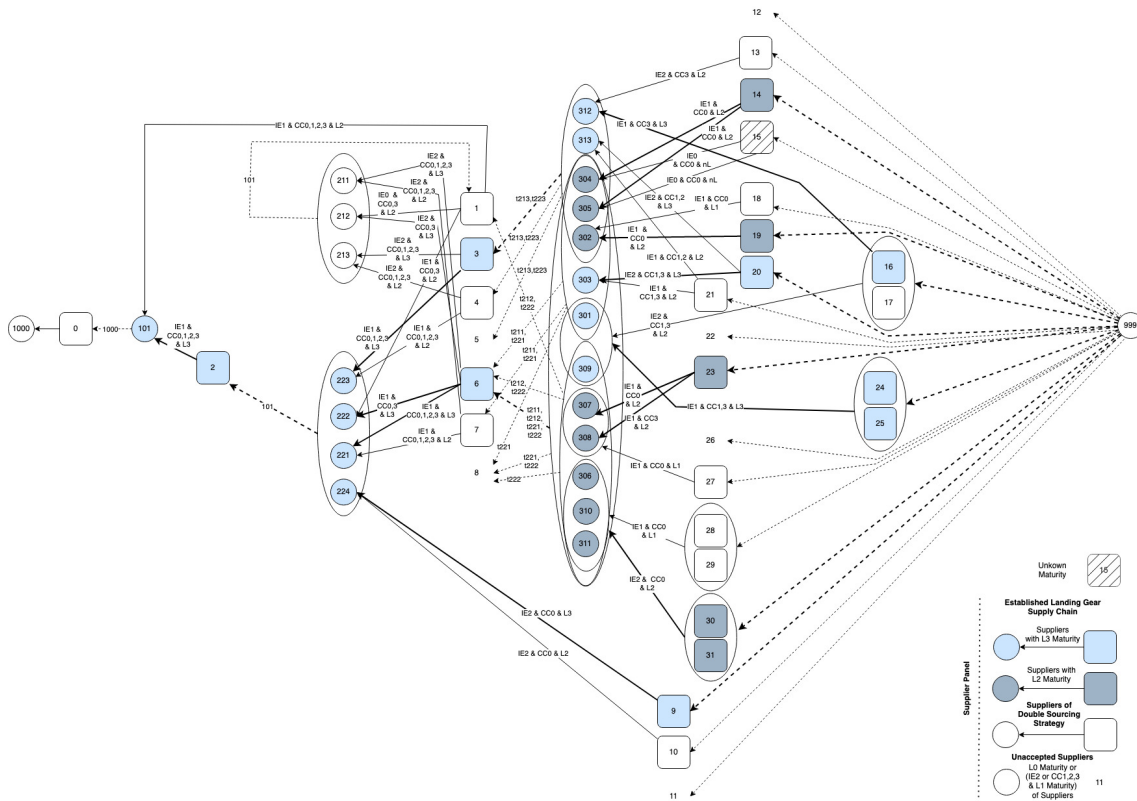 12
13
IE2 & CC3 & L2
14
312
IE1 &
CC0 & L2
IE1 & CC3 & L3
IE1 & CC0,1,2,3 & L2
IE1 &
CC0 & L2
15
313
IE2 &
CC0,1,2,3
& L3
IE0
& CC0 & nL
211
101
304
IE0 & CC0 & nL
IE2 &
CC0,1,2,3
& L2
IE0 &
CC0,3
& L2
1
t213,t223
305
IE2 & CC1,2
& L3
IE1 & CC0
& L1
18
212
IE2 &
CC0,3
& L3
302
IE1 &
CC0
& L2
19
213
IE2 &
CC0,1,2,3
& L3
3
t213,t223
IE1 & CC1,2 & L2
IE2 &
CC0,1,2,3
& L2
IE1 &
CC0,3
& L2
t213,t223
303
IE2 & CC1,3 & L3
20
16
IE1 &
CC1,3 & L2
21
4
t212,
t222
17
301
IE2 &
CC1,3
& L2
1000
0
1000
101
IE1 &
CC0,1,2,3
& L3
IE1 &
CC0,1,2,3
& L3
IE1 &
CC0,1,2,3
& L2
5
t211,
t221
22
999
t211,
t221
2
309
223
6
t212,
t222
IE1 &
CC0
& L2
23
24
101
IE1 &
CC0,3
& L3
307
IE1 & CC1,3 & L3
222
IE1 &
CC0,1,2,3 & L3
t211,
t212,
t221,
t222
IE1 & CC3
& L2
25
IE1 &
CC0,1,2,3 & L2
7
308
26
221
t221
t221,
t222
IE1 & CC0 & L1
8
t222
306
27
224
310
IE1 & CC0
& L1
28
311
29
Unkown
Maturity
15
IE2 & CC0
& L2
Established Landing Gear
Supply Chain
IE2 & CC0 & L3
30
Suppliers
with L3 Maturity
IE2 & CC0 & L2
31
Supplier Panel
Suppliers with
L2 Maturity
9
Suppliers of
Double Sourcing
Strategy
10
Unaccepted Suppliers
L0 Maturity or
(IE2 or CC1,2,3
& L1 Maturity)
of Suppliers
11
11